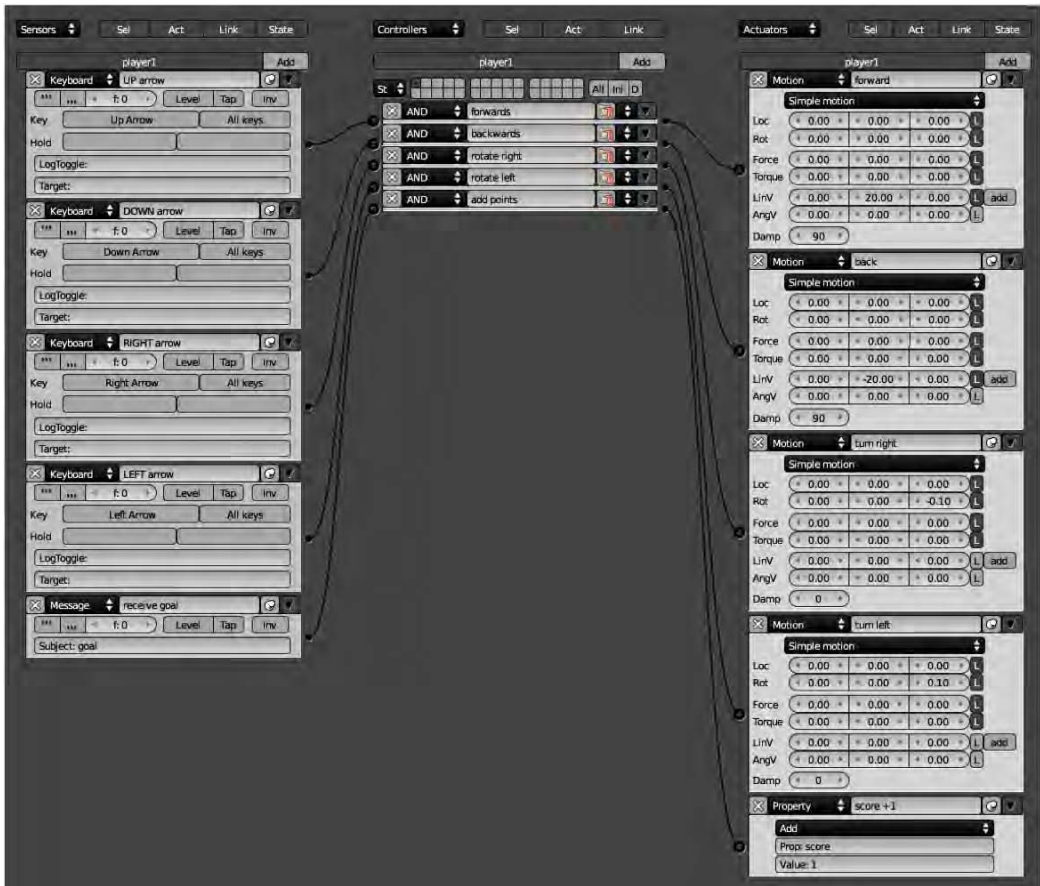 Sensors Sel Act Link State
player1 Add
Keyboard UP arrow
f: 0 Level Tap Inv
Key Up Arrow All keys
Hold
LogToggle:
Target:
Keyboard DOWN arrow
f: 0 Level Tap Inv
Key Down Arrow All keys
Hold
LogToggle:
Target:
Keyboard RIGHT arrow
f: 0 Level Tap Inv
Key Right Arrow All keys
Hold
LogToggle:
Target:
Keyboard LEFT arrow
f: 0 Level Tap Inv
Key Left Arrow All keys
Hold
LogToggle:
Target:
Message receive goal
f: 0 Level Tap Inv
Subject: goal
Controllers Sel Act Link
player1 Add
St All Ini D
AND forwards
AND backwards
AND rotate right
AND rotate left
AND add points
Actuators Sel Act Link State
player1 Add
Motion forward
Simple motion
Loc 0.00 0.00 0.00 L
Rot 0.00 0.00 0.00 L
Force 0.00 0.00 0.00 L
Torque 0.00 0.00 0.00 L
LinV 0.00 20.00 0.00 L add
AngV 0.00 0.00 0.00 L
Damp 90
Motion back
Simple motion
Loc 0.00 0.00 0.00 L
Rot 0.00 0.00 0.00 L
Force 0.00 0.00 0.00 L
Torque 0.00 0.00 0.00 L
LinV 0.00 -20.00 0.00 L add
AngV 0.00 0.00 0.00 L
Damp 90
Motion turn right
Simple motion
Loc 0.00 0.00 0.00 L
Rot 0.00 0.00 -0.10 L
Force 0.00 0.00 0.00 L
Torque 0.00 0.00 0.00 L
LinV 0.00 0.00 0.00 L add
AngV 0.00 0.00 0.00 L
Damp 0
Motion turn left
Simple motion
Loc 0.00 0.00 0.00 L
Rot 0.00 0.00 0.10 L
Force 0.00 0.00 0.00 L
Torque 0.00 0.00 0.00 L
LinV 0.00 0.00 0.00 L add
AngV 0.00 0.00 0.00 L
Damp 0
Property score +1
Add
Prop: score
Value: 1